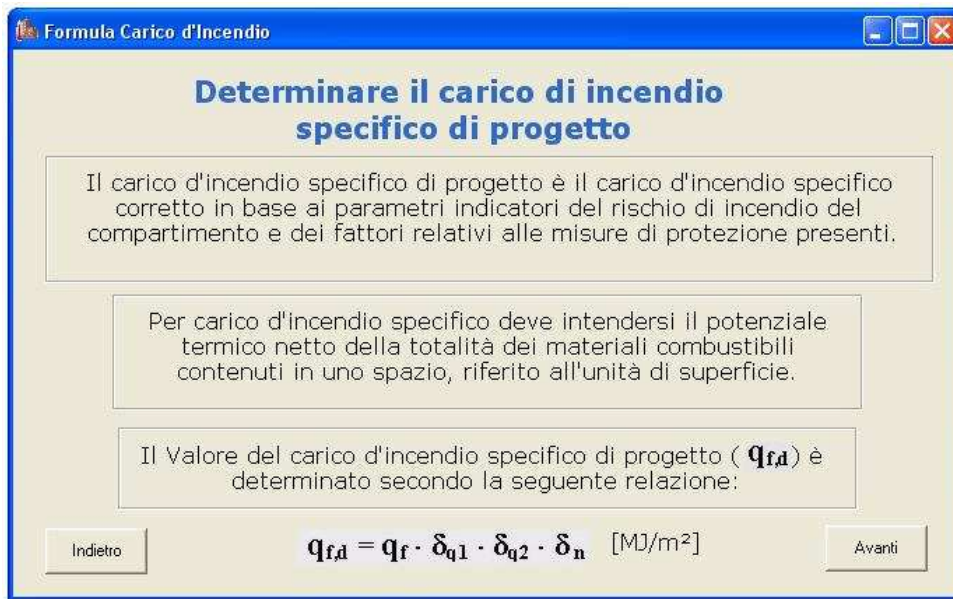 Formula Carico d'Incendio
Determinare il carico di incendio
specifico di progetto
Il carico d'incendio specifico di progetto è il carico d'incendio specifico
corretto in base ai parametri indicatori del rischio di incendio del
compartimento e dei fattori relativi alle misure di protezione presenti.
Per carico d'incendio specifico deve intendersi il potenziale
termico netto della totalità dei materiali combustibili
contenuti in uno spazio, riferito all'unità di superficie.
Il Valore del carico d'incendio specifico di progetto ( qf,d ) è
determinato secondo la seguente relazione:
Indietro
qf,d = qf · δq1 · δq2 · δn [MJ/m²]
Avanti